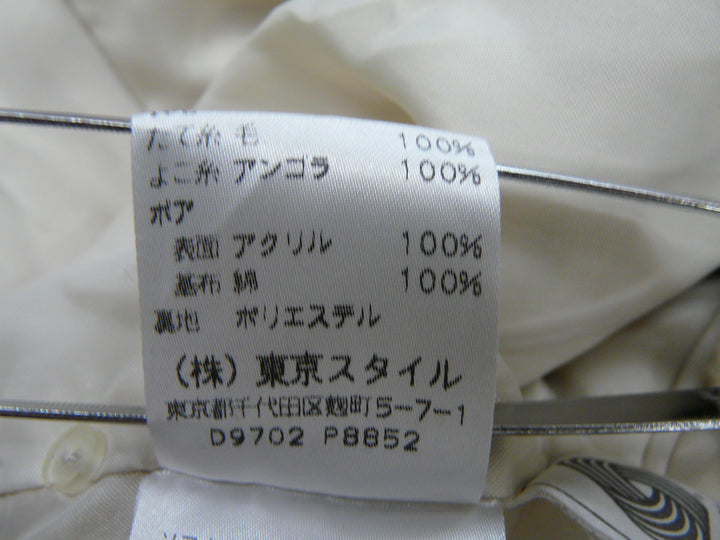 たて糸 毛 100%
よこ糸 アンゴラ 100%
ボア
表面 アクリル 100%
基布 綿 100%
裏地 ポリエステル
(株) 東京スタイル
東京都千代田区麹町5-7-1
D9702 P8852